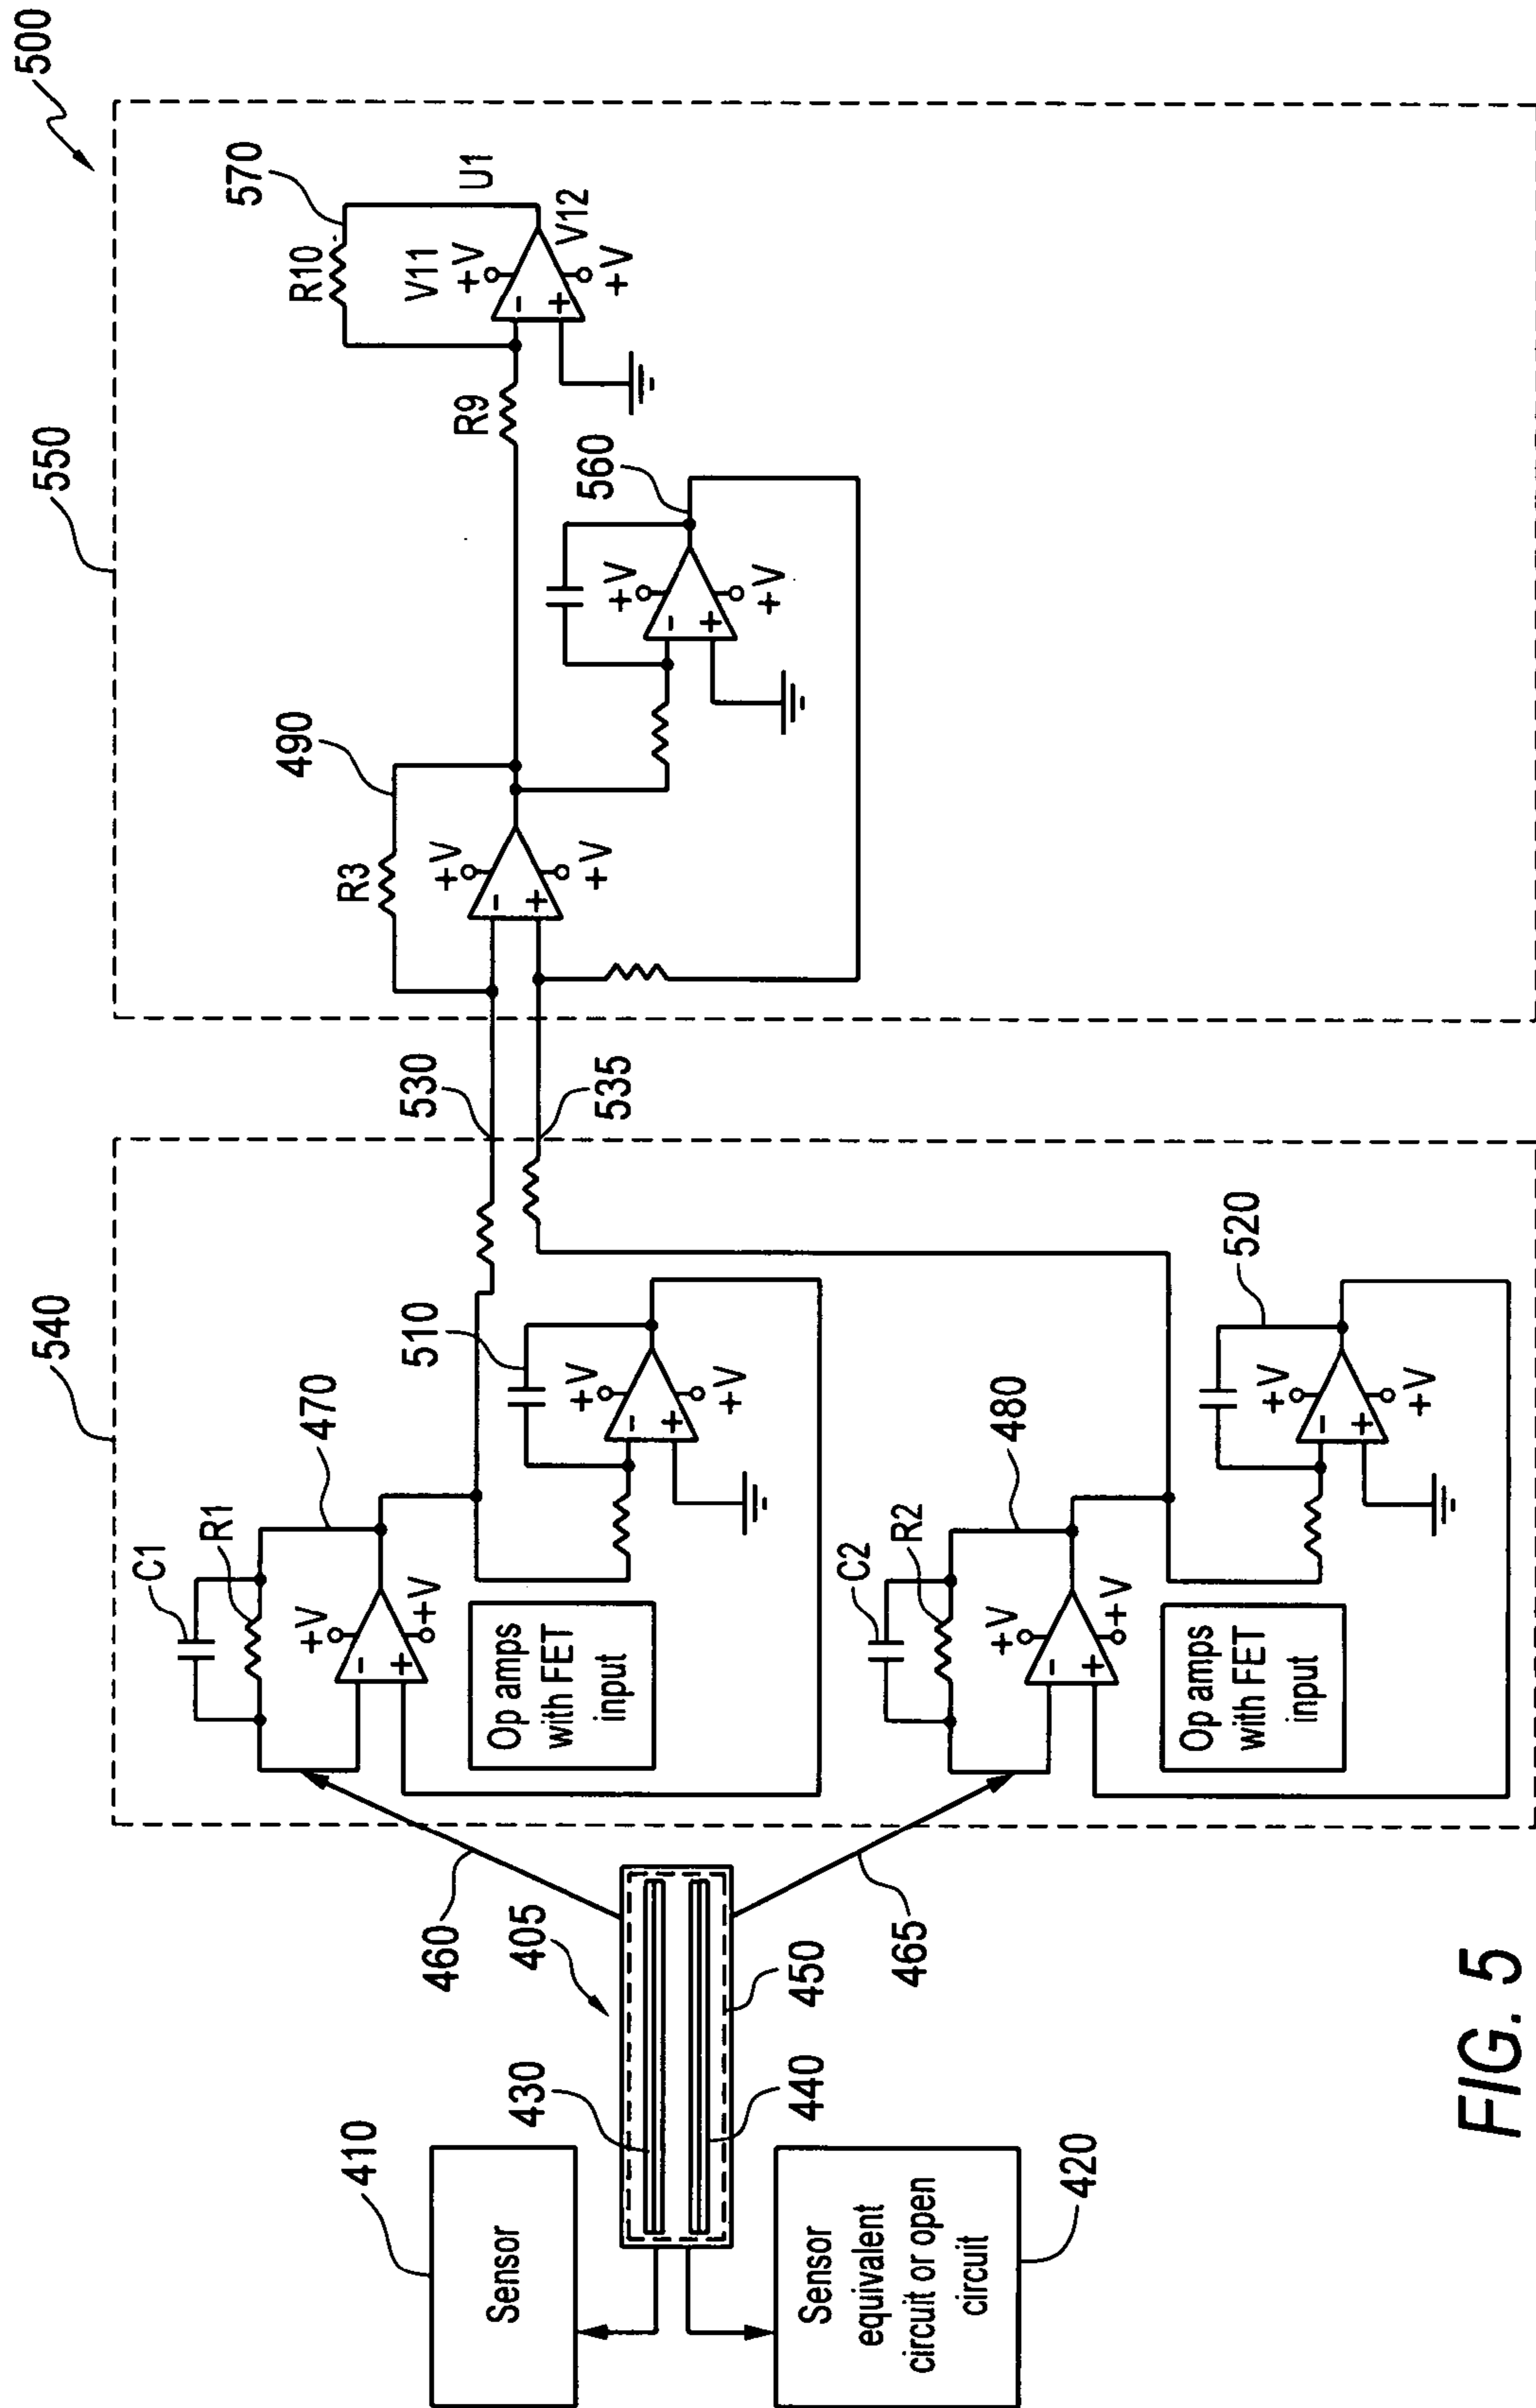 500
550
570
R10
V11
+V
U1
V12
+V
R9
490
R3
+V
+V
560
+V
+V
530
535
540
470
C1
R1
+V
+V
510
+V
+V
Op amps
with FET
input
480
C2
R2
+V
+V
520
+V
+V
Op amps
with FET
input
460
405
465
450
430
440
410
Sensor
Sensor
equivalent
circuit or open
circuit
420
-
+
-
+
-
+
-
+
-
+
-
+
-
+
FIG. 5